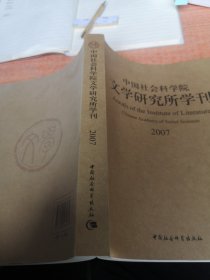 中国社会科学院
文学研究所学刊
Annals of the Institute of Literature
Chinese Academy of Social Sciences
2007
中国社会科学出版社
中国社会科学院文学研究所学刊
2007
中国社会科学出版社